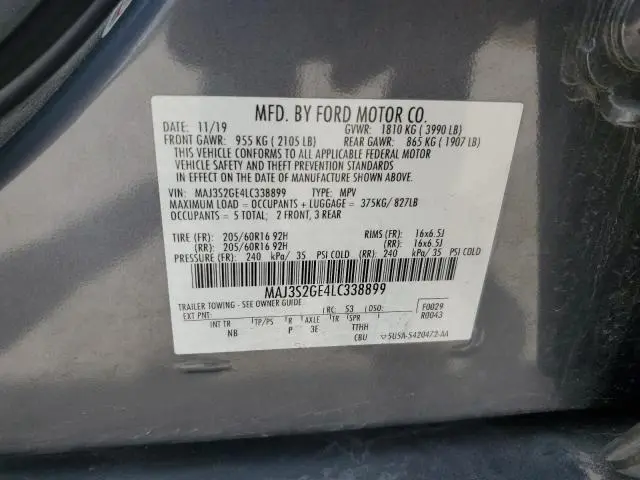 MFD. BY FORD MOTOR CO.
DATE: 11/19 GVWR: 1810 KG ( 3990 LB)
FRONT GAWR: 955 KG ( 2105 LB) REAR GAWR: 865 KG ( 1907 LB)
THIS VEHICLE CONFORMS TO ALL APPLICABLE FEDERAL MOTOR
VEHICLE SAFETY AND THEFT PREVENTION STANDARDS
IN EFFECT ON THE DATE OF MANUFACTURE SHOWN ABOVE.
VIN: MAJ3S2GE4LC338899 TYPE: MPV
MAXIMUM LOAD = OCCUPANTS + LUGGAGE = 375KG/ 827LB
OCCUPANTS = 5 TOTAL; 2 FRONT, 3 REAR
TIRE (FR): 205/60R16 92H RIMS (FR): 16x6.5J
(RR): 205/60R16 92H (RR): 16x6.5J
PRESSURE (FR): 240 kPa/ 35 PSI COLD (RR): 240 kPa/ 35 PSI COLD
MAJ3S2GE4LC338899
TRAILER TOWING - SEE OWNER GUIDE
EXT PNT: RC: 53 DSO: F0029
R0043
INT TR TP/PS R AXLE TR SPR
NB P 3E TTHH
CBU 5U5A-5420472-AA